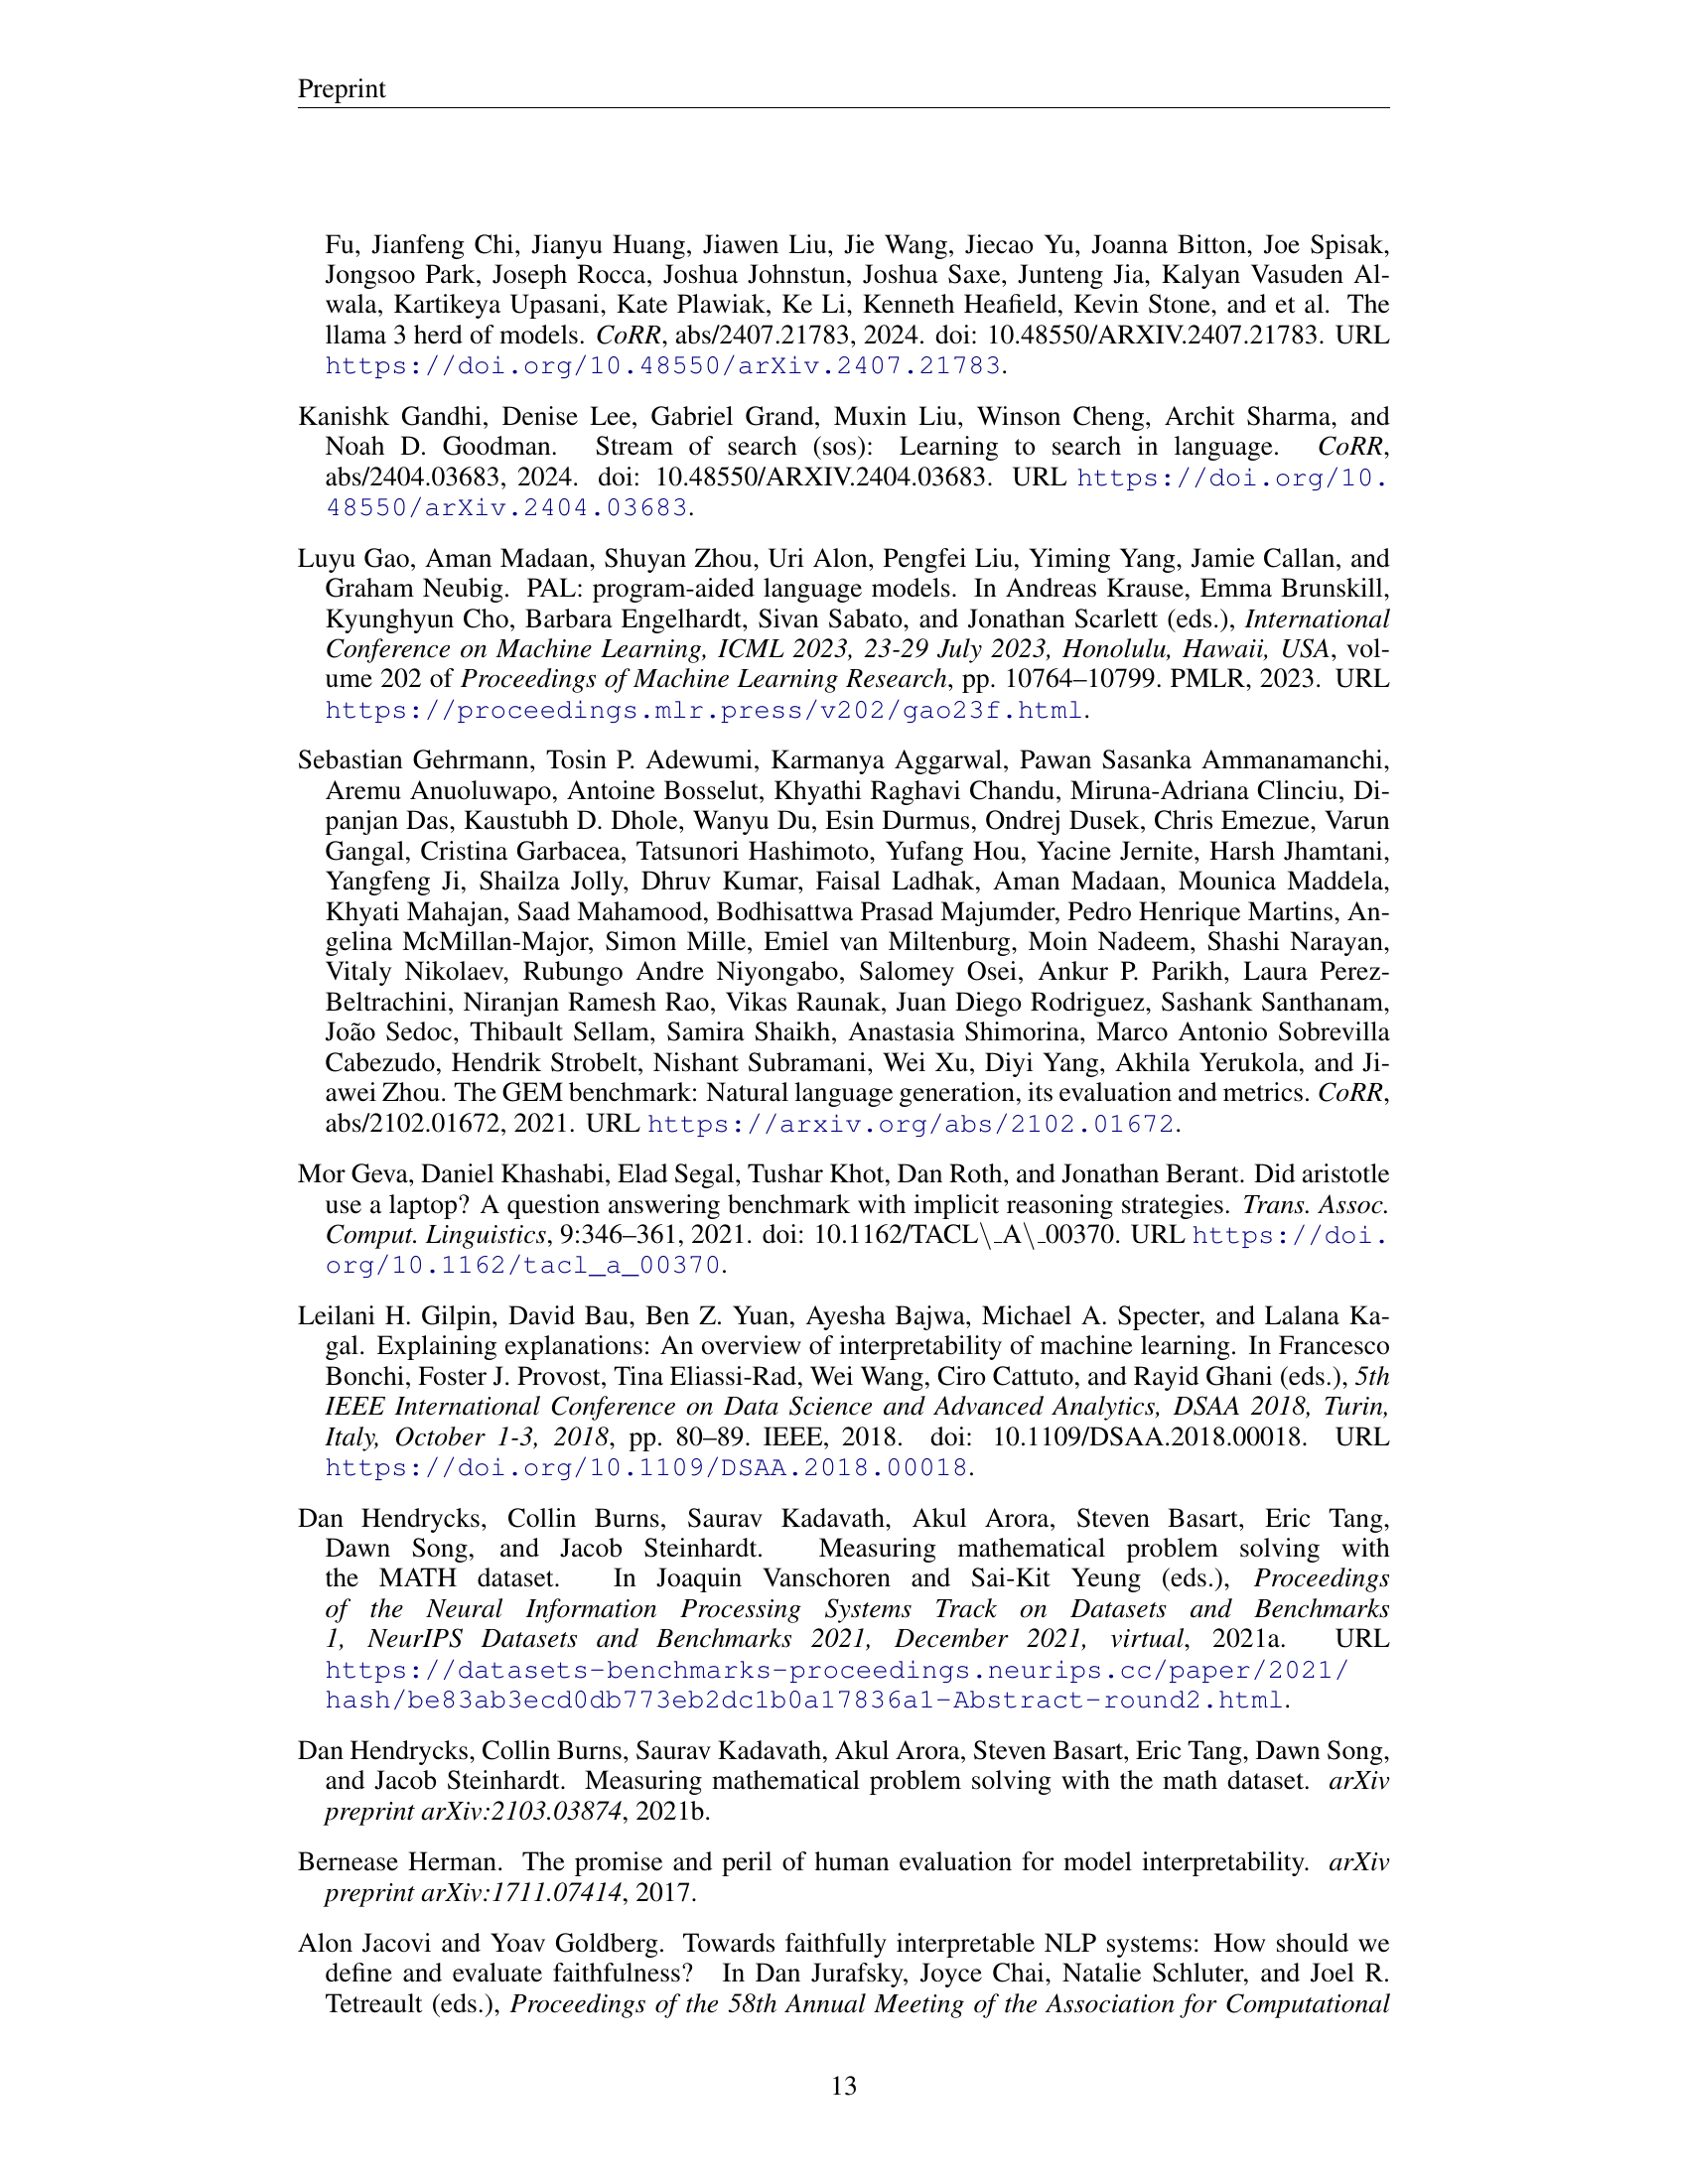 Preprint
Fu, Jianfeng Chi, Jianyu Huang, Jiawen Liu, Jie Wang, Jiecao Yu, Joanna Bitton, Joe Spisak,
Jongsoo Park, Joseph Rocca, Joshua Johnstun, Joshua Saxe, Junteng Jia, Kalyan Vasuden Al-
wala, Kartikeya Upasani, Kate Plawiak, Ke Li, Kenneth Heafield, Kevin Stone, and et al. The
llama 3 herd of models. CoRR, abs/2407.21783, 2024. doi: 10.48550/ARXIV.2407.21783. URL
https://doi.org/10.48550/arXiv.2407.21783.
Kanishk Gandhi, Denise Lee, Gabriel Grand, Muxin Liu, Winson Cheng, Archit Sharma, and
Noah D. Goodman. Stream of search (sos): Learning to search in language. CoRR,
abs/2404.03683, 2024. doi: 10.48550/ARXIV.2404.03683. URL https://doi.org/10.
48550/arXiv.2404.03683.
Luyu Gao, Aman Madaan, Shuyan Zhou, Uri Alon, Pengfei Liu, Yiming Yang, Jamie Callan, and
Graham Neubig. PAL: program-aided language models. In Andreas Krause, Emma Brunskill,
Kyunghyun Cho, Barbara Engelhardt, Sivan Sabato, and Jonathan Scarlett (eds.), International
Conference on Machine Learning, ICML 2023, 23-29 July 2023, Honolulu, Hawaii, USA, vol-
ume 202 of Proceedings of Machine Learning Research, pp. 10764–10799. PMLR, 2023. URL
https://proceedings.mlr.press/v202/gao23f.html.
Sebastian Gehrmann, Tosin P. Adewumi, Karmanya Aggarwal, Pawan Sasanka Ammanamanchi,
Aremu Anuoluwapo, Antoine Bosselut, Khyathi Raghavi Chandu, Miruna-Adriana Clinciu, Di-
panjan Das, Kaustubh D. Dhole, Wanyu Du, Esin Durmus, Ondrej Dusek, Chris Emezue, Varun
Gangal, Cristina Garbacea, Tatsunori Hashimoto, Yufang Hou, Yacine Jernite, Harsh Jhamtani,
Yangfeng Ji, Shailza Jolly, Dhruv Kumar, Faisal Ladhak, Aman Madaan, Mounica Maddela,
Khyati Mahajan, Saad Mahamood, Bodhisattwa Prasad Majumder, Pedro Henrique Martins, An-
gelina McMillan-Major, Simon Mille, Emiel van Miltenburg, Moin Nadeem, Shashi Narayan,
Vitaly Nikolaev, Rubungo Andre Niyongabo, Salomey Osei, Ankur P. Parikh, Laura Perez-
Beltrachini, Niranjan Ramesh Rao, Vikas Raunak, Juan Diego Rodriguez, Sashank Santhanam,
João Sedoc, Thibault Sellam, Samira Shaikh, Anastasia Shimorina, Marco Antonio Sobrevilla
Cabezudo, Hendrik Strobelt, Nishant Subramani, Wei Xu, Diyi Yang, Akhila Yerukola, and Ji-
awei Zhou. The GEM benchmark: Natural language generation, its evaluation and metrics. CoRR,
abs/2102.01672, 2021. URL https://arxiv.org/abs/2102.01672.
Mor Geva, Daniel Khashabi, Elad Segal, Tushar Khot, Dan Roth, and Jonathan Berant. Did aristotle
use a laptop? A question answering benchmark with implicit reasoning strategies. Trans. Assoc.
Comput. Linguistics, 9:346–361, 2021. doi: 10.1162/TACL\_A\_00370. URL https://doi.
org/10.1162/tacl_a_00370.
Leilani H. Gilpin, David Bau, Ben Z. Yuan, Ayesha Bajwa, Michael A. Specter, and Lalana Ka-
gal. Explaining explanations: An overview of interpretability of machine learning. In Francesco
Bonchi, Foster J. Provost, Tina Eliassi-Rad, Wei Wang, Ciro Cattuto, and Rayid Ghani (eds.), 5th
IEEE International Conference on Data Science and Advanced Analytics, DSAA 2018, Turin,
Italy, October 1-3, 2018, pp. 80–89. IEEE, 2018. doi: 10.1109/DSAA.2018.00018. URL
https://doi.org/10.1109/DSAA.2018.00018.
Dan Hendrycks, Collin Burns, Saurav Kadavath, Akul Arora, Steven Basart, Eric Tang,
Dawn Song, and Jacob Steinhardt. Measuring mathematical problem solving with
the MATH dataset. In Joaquin Vanschoren and Sai-Kit Yeung (eds.), Proceedings
of the Neural Information Processing Systems Track on Datasets and Benchmarks
1, NeurIPS Datasets and Benchmarks 2021, December 2021, virtual, 2021a. URL
https://datasets-benchmarks-proceedings.neurips.cc/paper/2021/
hash/be83ab3ecd0db773eb2dc1b0a17836a1-Abstract-round2.html.
Dan Hendrycks, Collin Burns, Saurav Kadavath, Akul Arora, Steven Basart, Eric Tang, Dawn Song,
and Jacob Steinhardt. Measuring mathematical problem solving with the math dataset. arXiv
preprint arXiv:2103.03874, 2021b.
Bernease Herman. The promise and peril of human evaluation for model interpretability. arXiv
preprint arXiv:1711.07414, 2017.
Alon Jacovi and Yoav Goldberg. Towards faithfully interpretable NLP systems: How should we
define and evaluate faithfulness? In Dan Jurafsky, Joyce Chai, Natalie Schluter, and Joel R.
Tetreault (eds.), Proceedings of the 58th Annual Meeting of the Association for Computational
13